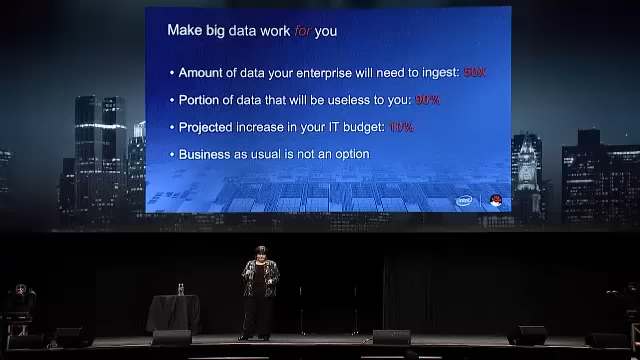 Make big data work for you
• Amount of data your enterprise will need to ingest: 50X
• Portion of data that will be useless to you: 90%
• Projected increase in your IT budget: 10%
• Business as usual is not an option
intel